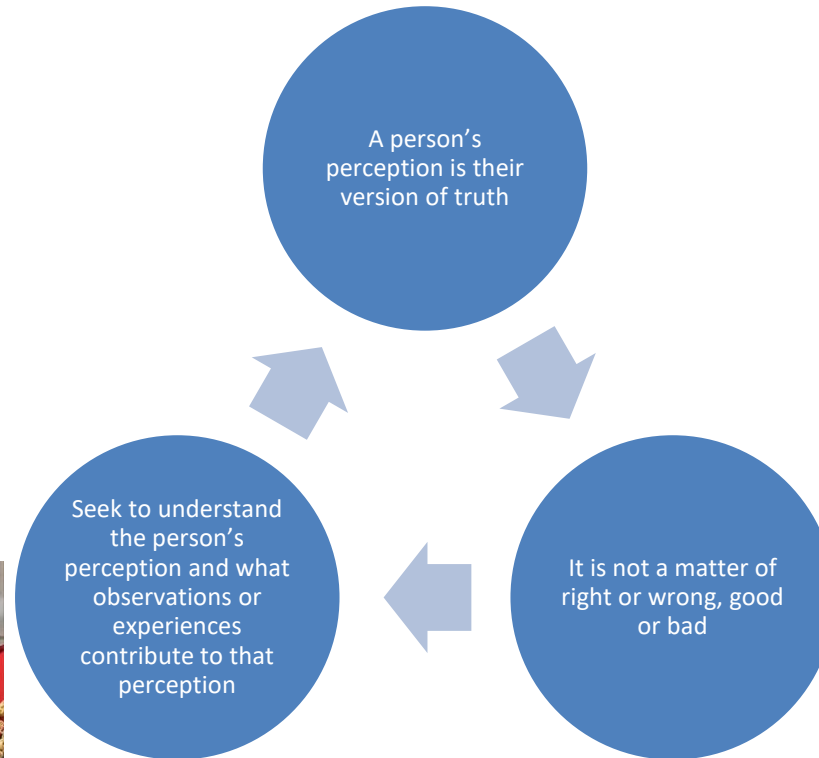 A person’s
perception is their
version of truth
It is not a matter of
right or wrong, good
or bad
Seek to understand
the person’s
perception and what
observations or
experiences
contribute to that
perception